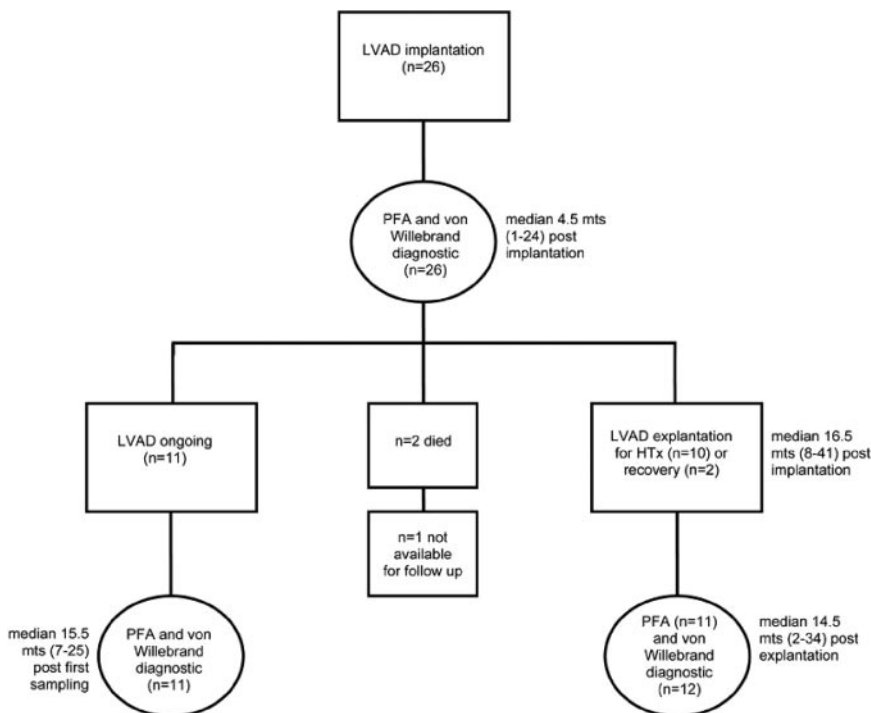 LVAD implantation
(n=26)
PFA and von
Willebrand
diagnostic
(n=26)
median 4.5 mts
(1-24) post
implantation
LVAD ongoing
(n=11)
n=2 died
LVAD explantation
for HTx (n=10) or
recovery (n=2)
median 16.5
mts (8-41) post
implantation
n=1 not
available
for follow up
median 15.5
mts (7-25)
post first
sampling
PFA and von
Willebrand
diagnostic
(n=11)
PFA (n=11)
and von
Willebrand
diagnostic
(n=12)
median 14.5
mts (2-34) post
explantation